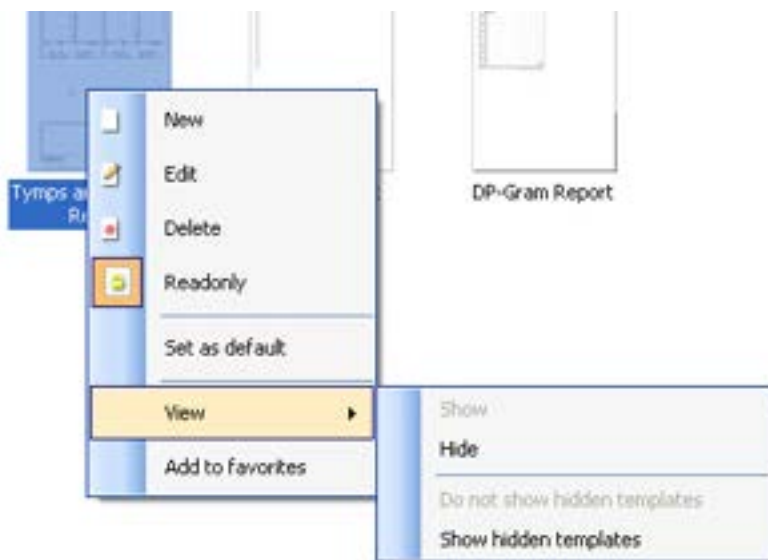 New
Edit
Tymps a
DP-Gram Report
Delete
Readonly
Set as default
View
Show
Hide
Add to favorites
Do not show hidden templates
Show hidden templates